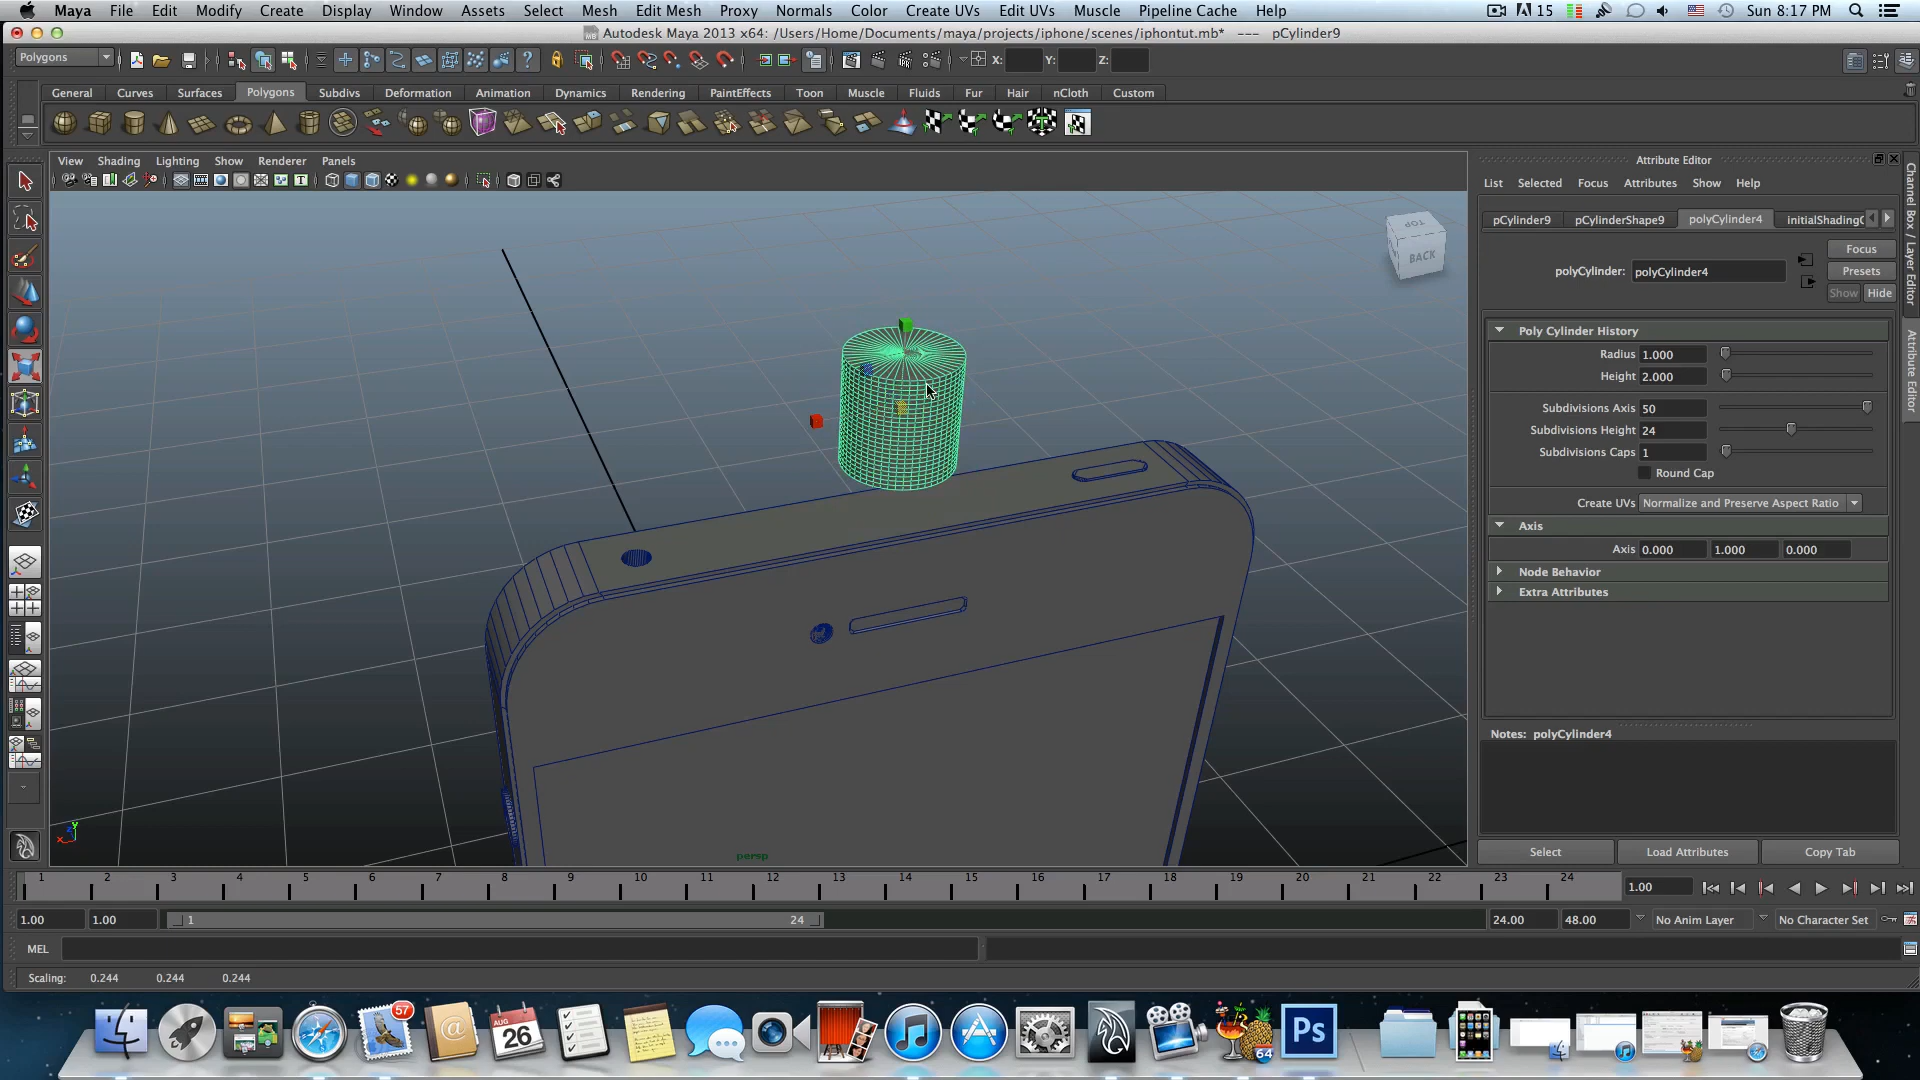 Maya File Edit Modify Create Display Window Assets Select Mesh Edit Mesh Proxy Normals Color Create UVs Edit UVs Muscle Pipeline Cache Help 15 Sun 8:17 PM
Autodesk Maya 2013 x64: /Users/Home/Documents/maya/projects/iphone/scenes/iphontut.mb* --- pCylinder9
Polygons X: Y: Z:
General Curves Surfaces Polygons Subdivs Deformation Animation Dynamics Rendering PaintEffects Toon Muscle Fluids Fur Hair nCloth Custom
View Shading Lighting Show Renderer Panels
Attribute Editor
List Selected Focus Attributes Show Help
pCylinder9 pCylinderShape9 polyCylinder4 initialShading
Focus
polyCylinder: polyCylinder4 Presets
Show Hide
Poly Cylinder History
Radius 1.000
Height 2.000
Subdivisions Axis 50
Subdivisions Height 24
Subdivisions Caps 1
Round Cap
Create UVs Normalize and Preserve Aspect Ratio
Axis
Axis 0.000 1.000 0.000
Node Behavior
Extra Attributes
Notes: polyCylinder4
Select Load Attributes Copy Tab
Channel Box / Layer Editor
Attribute Editor
TOP
BACK
y
x
persp
1 2 3 4 5 6 7 8 9 10 11 12 13 14 15 16 17 18 19 20 21 22 23 24 1.00
1.00 1.00 1 24 24.00 48.00 No Anim Layer No Character Set
MEL
Scaling: 0.244 0.244 0.244
57
AUG
26
64
Ps